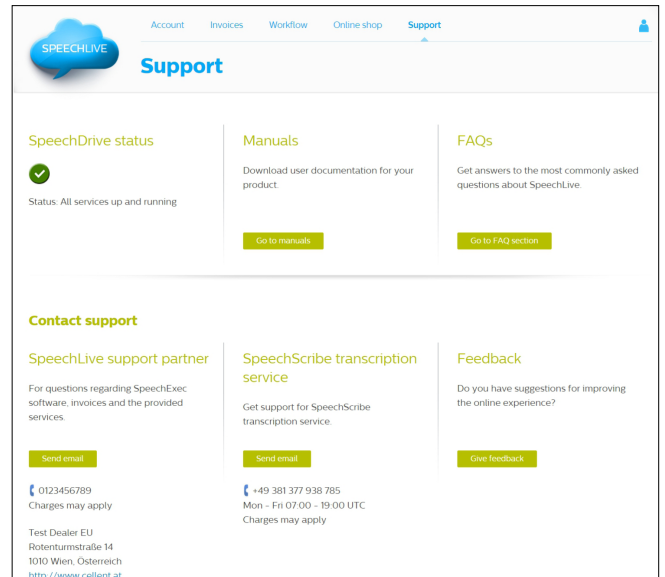 Account Invoices Workflow Online shop Support
SPEECHLIVE
Support
SpeechDrive status
Status: All services up and running
Manuals
Download user documentation for your
product.
Go to manuals
FAQs
Get answers to the most commonly asked
questions about SpeechLive.
Go to FAQ section
Contact support
SpeechLive support partner
For questions regarding SpeechExec
software, invoices and the provided
services.
Send email
0123456789
Charges may apply
Test Dealer EU
Rotenturmstraße 14
1010 Wien, Österreich
http://www.cellent.at
SpeechScribe transcription
service
Get support for SpeechScribe
transcription service.
Send email
+49 381 377 938 785
Mon - Fri 07:00 - 19:00 UTC
Charges may apply
Feedback
Do you have suggestions for improving
the online experience?
Give feedback